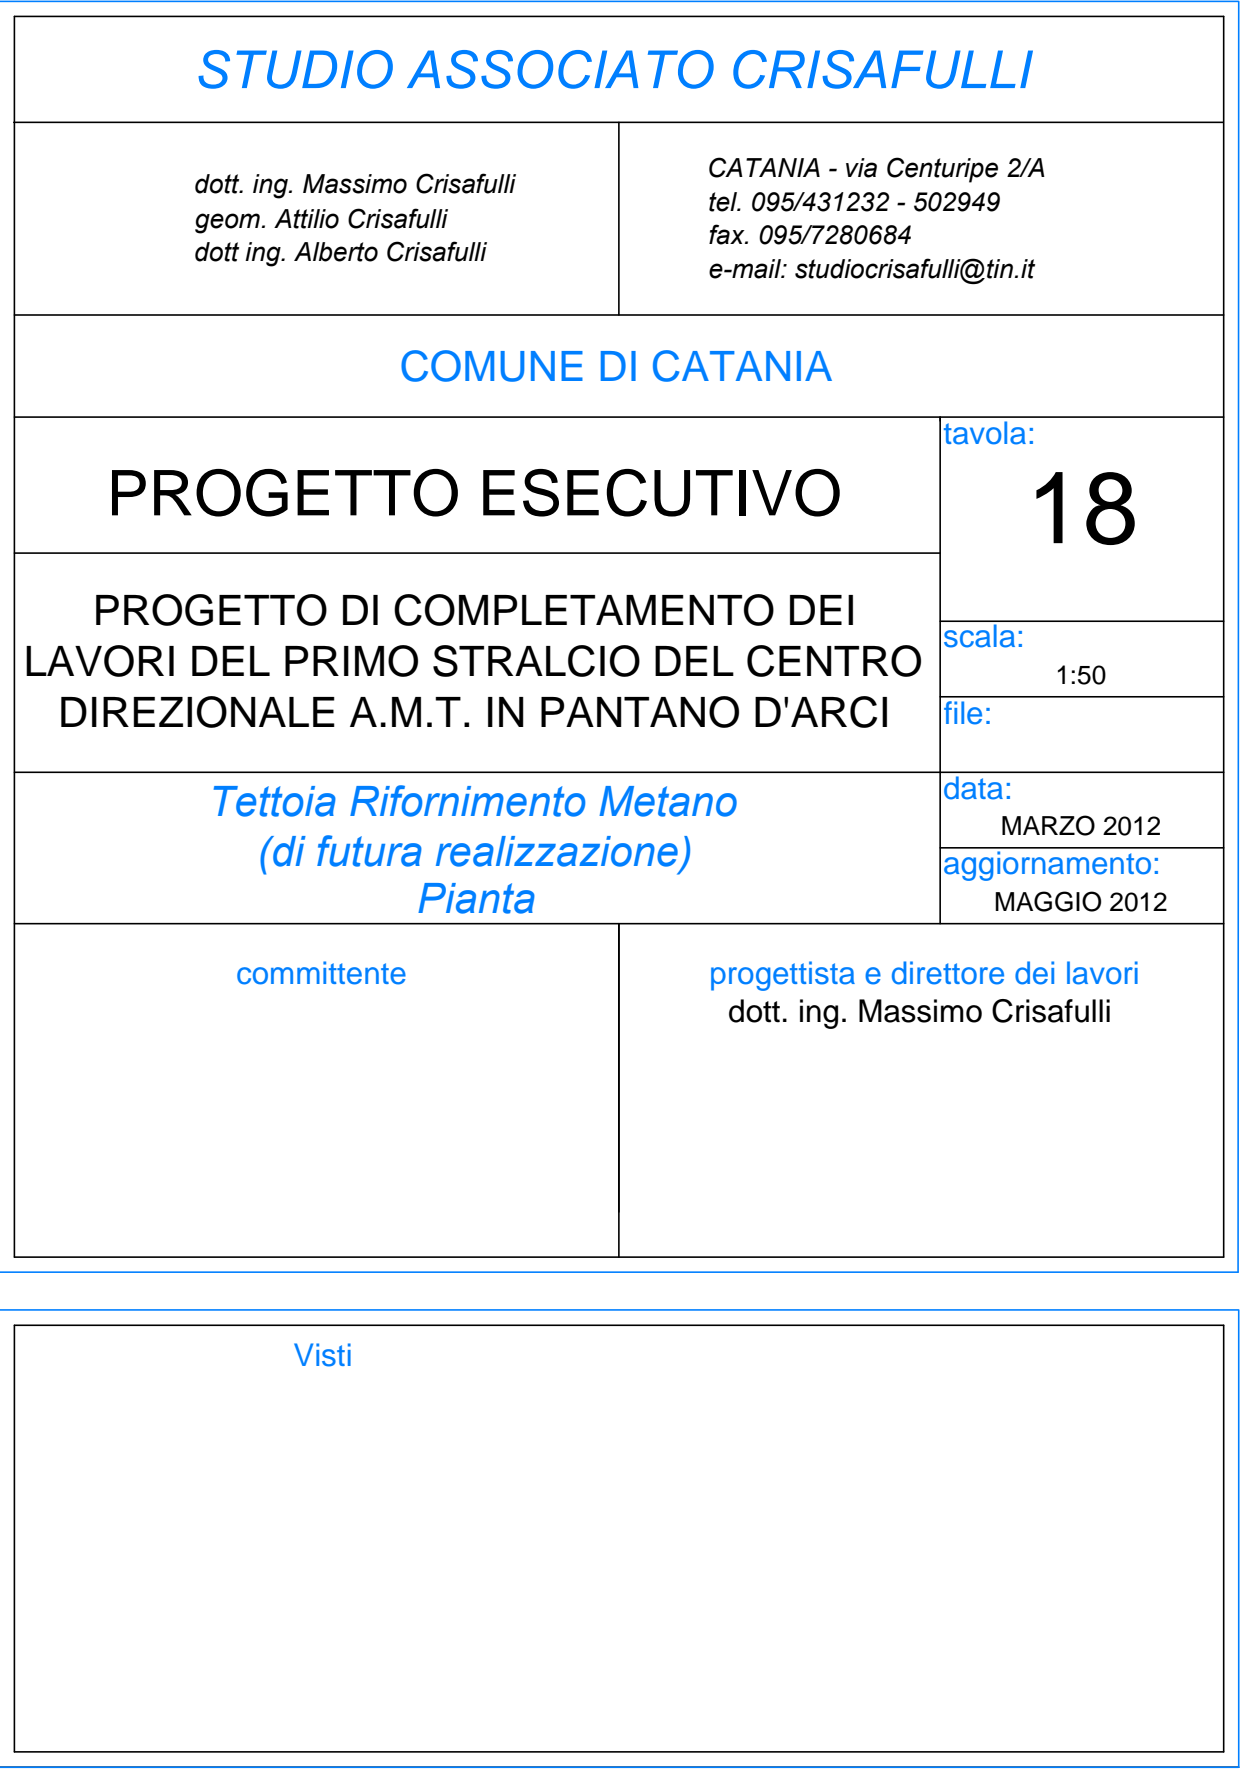 STUDIO ASSOCIATO CRISAFULLI
dott. ing. Massimo Crisafulli
geom. Attilio Crisafulli
dott ing. Alberto Crisafulli
CATANIA - via Centuripe 2/A
tel. 095/431232 - 502949
fax. 095/7280684
e-mail: studiocrisafulli@tin.it
COMUNE DI CATANIA
PROGETTO ESECUTIVO
tavola:
18
PROGETTO DI COMPLETAMENTO DEI
LAVORI DEL PRIMO STRALCIO DEL CENTRO
DIREZIONALE A.M.T. IN PANTANO D'ARCI
scala:
1:50
file:
Tettoia Rifornimento Metano
(di futura realizzazione)
Pianta
data:
MARZO 2012
aggiornamento:
MAGGIO 2012
committente
progettista e direttore dei lavori
dott. ing. Massimo Crisafulli
Visti